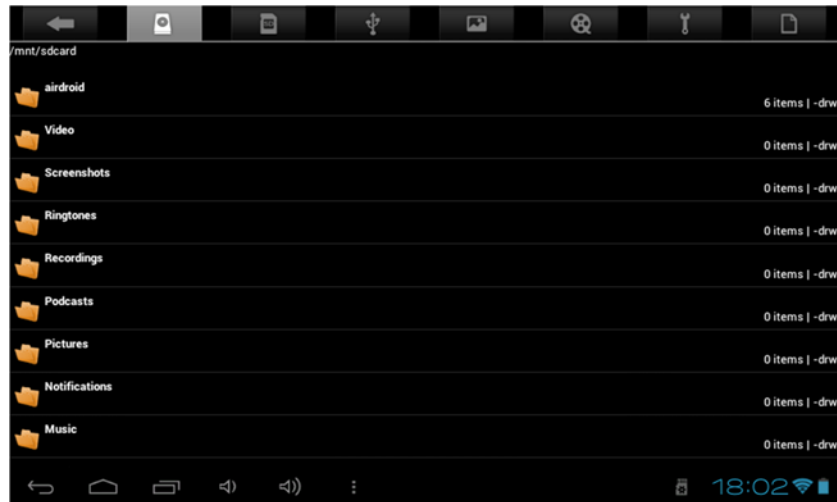 /mnt/sdcard
airdroid
6 items | -drw
Video
0 items | -drw
Screenshots
0 items | -drw
Ringtones
0 items | -drw
Recordings
0 items | -drw
Podcasts
0 items | -drw
Pictures
0 items | -drw
Notifications
0 items | -drw
Music
0 items | -drw
18:02